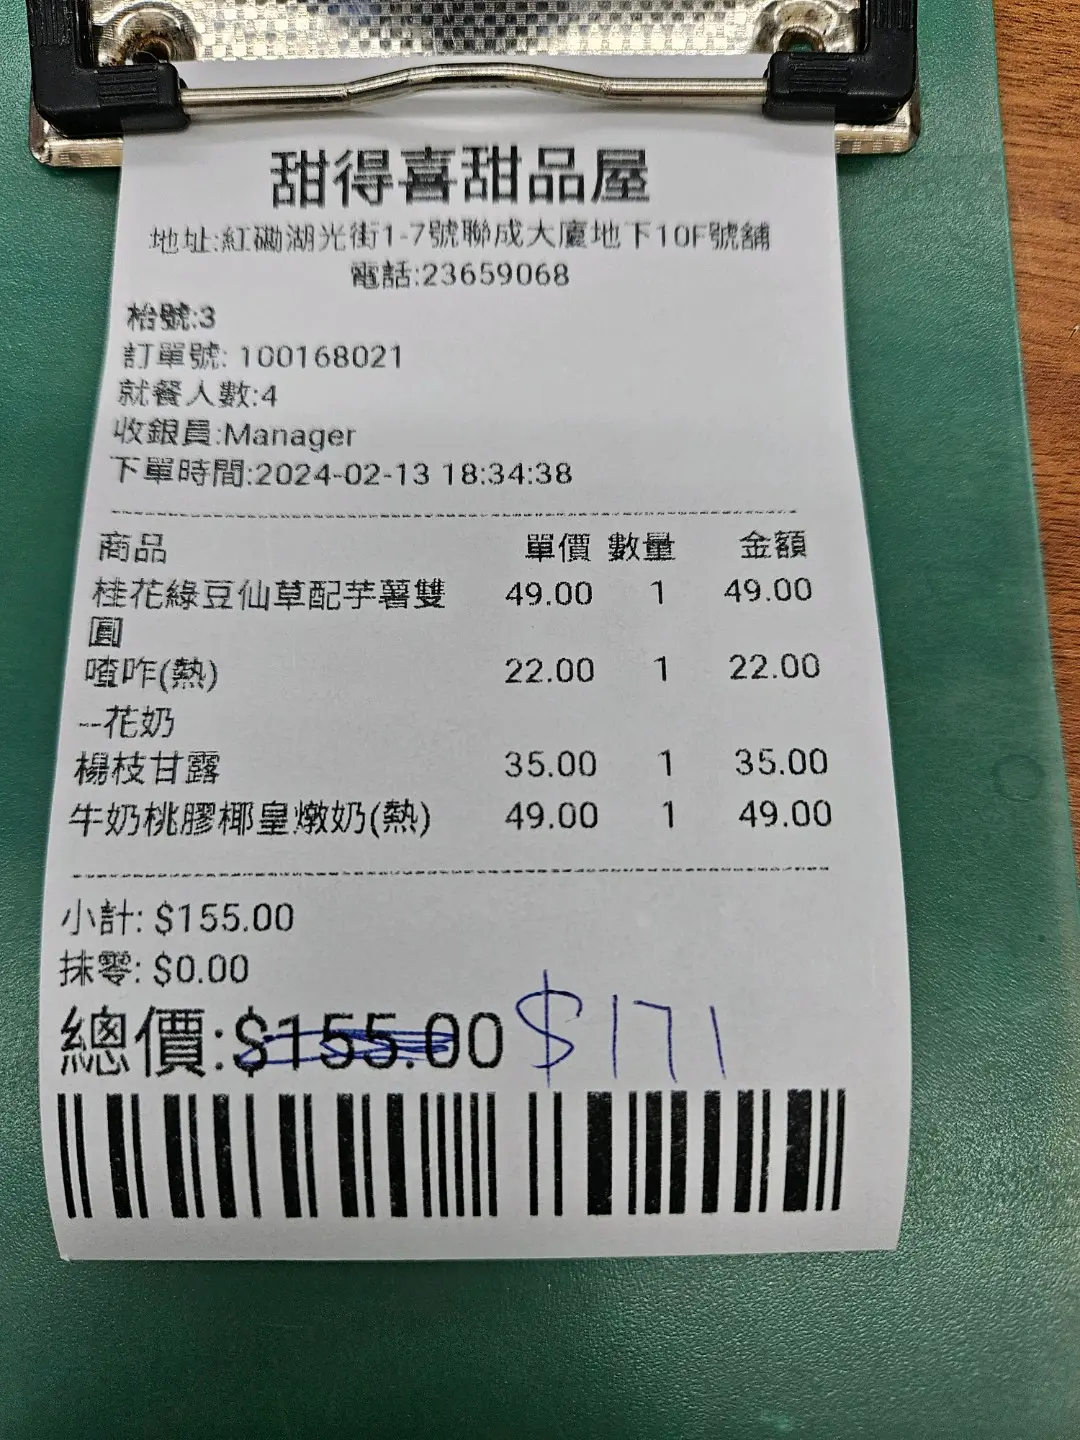 甜得喜甜品屋
地址:紅磡湖光街1-7號聯成大廈地下10F號舖
電話:23659068
枱號:3
訂單號: 100168021
就餐人數:4
收銀員:Manager
下單時間:2024-02-13 18:34:38
商品 單價 數量 金額
桂花綠豆仙草配芋薯雙 49.00 1 49.00
圓
喳咋(熱) 22.00 1 22.00
--花奶
楊枝甘露 35.00 1 35.00
牛奶桃膠椰皇燉奶(熱) 49.00 1 49.00
小計: $155.00
抹零: $0.00
總價:$155.00 $171